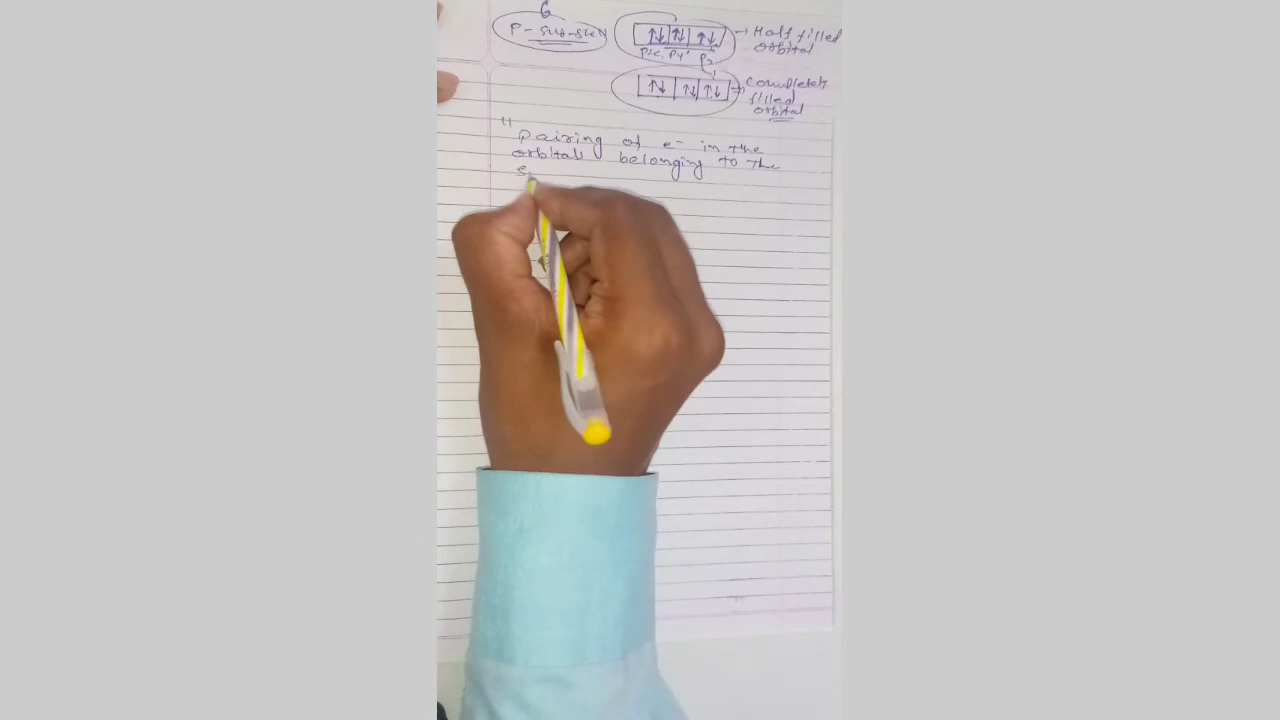 6
P - Sub-shell
↑↓ ↑↓ ↑↓ → Half filled
orbital
px, py, pz
↑↓ ↑↓ ↑↓ → Completely
filled
orbital
" Pairing of e- in the
orbitals belonging to the
s